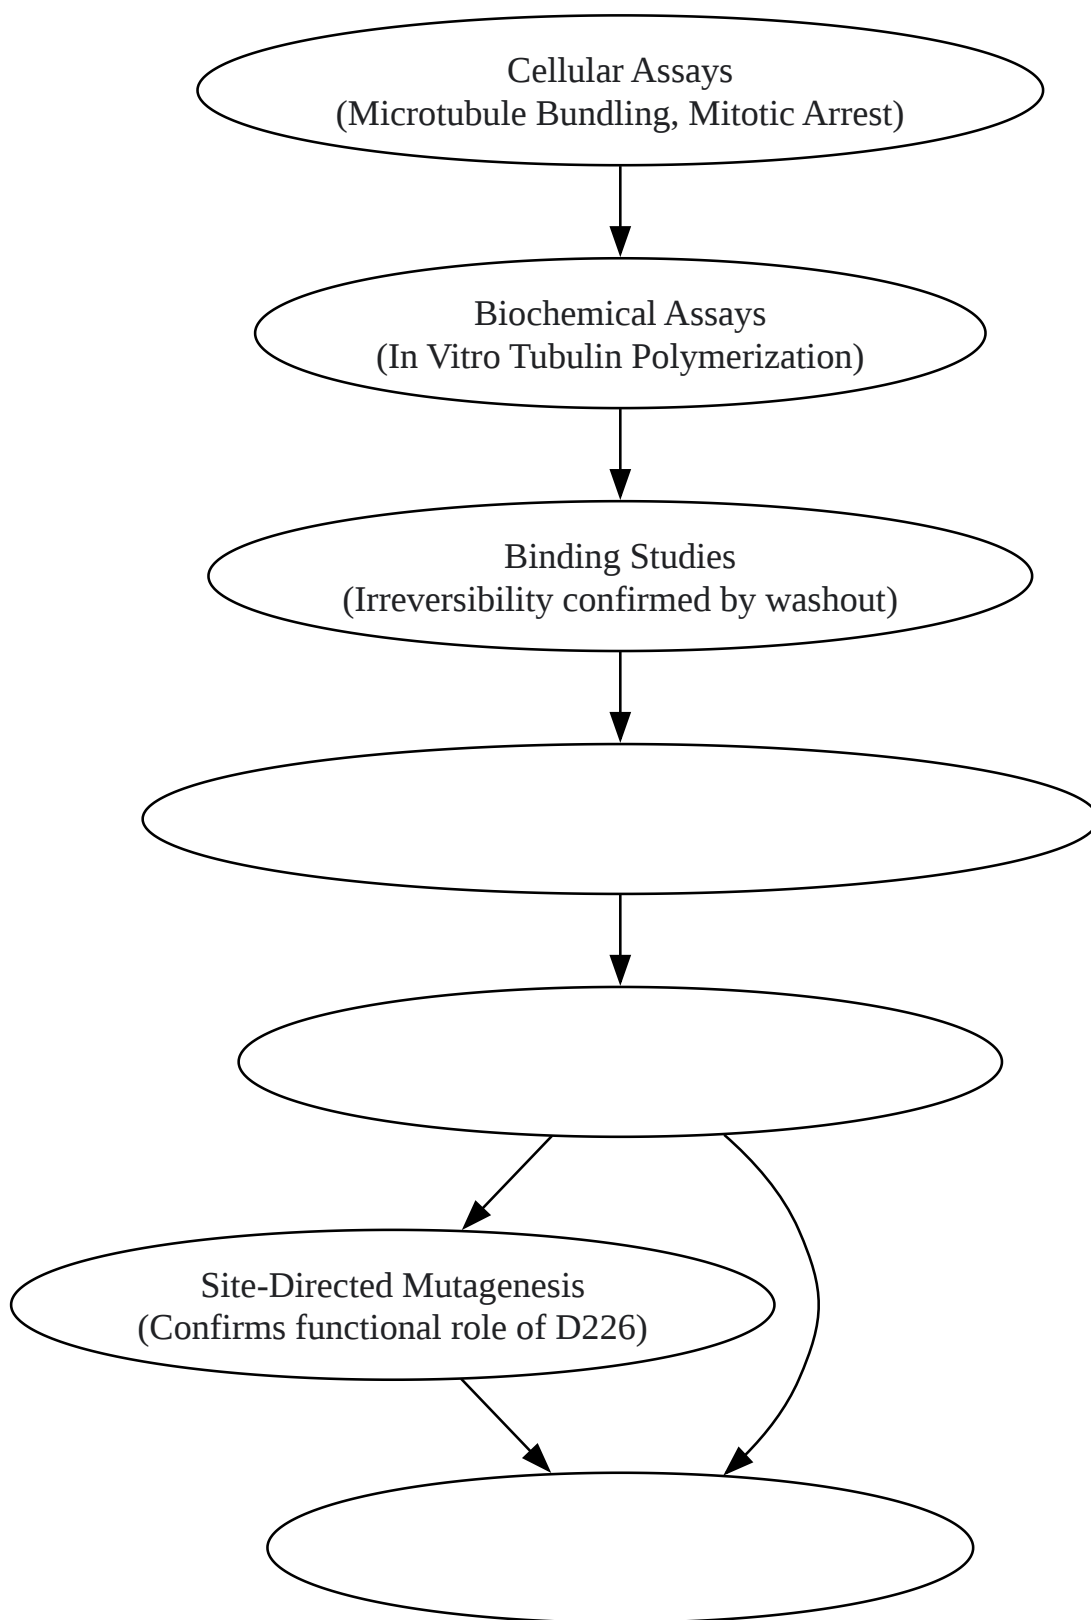 Cellular Assays
(Microtubule Bundling, Mitotic Arrest)
Biochemical Assays
(In Vitro Tubulin Polymerization)
Binding Studies
(Irreversibility confirmed by washout)
Site-Directed Mutagenesis
(Confirms functional role of D226)